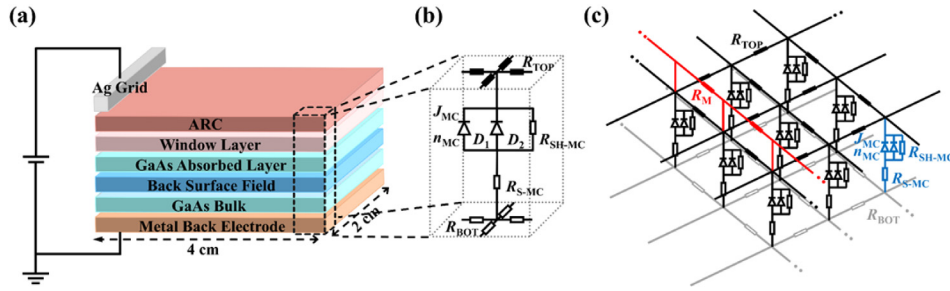 (a)
Ag Grid
ARC
Window Layer
GaAs Absorbed Layer
Back Surface Field
GaAs Bulk
Metal Back Electrode
4 cm
2 cm
(b)
R_TOP
J_MC
n_MC
D_1
D_2
R_SH-MC
R_S-MC
R_BOT
(c)
R_TOP
R_M
J_MC
n_MC
R_SH-MC
R_S-MC
R_BOT